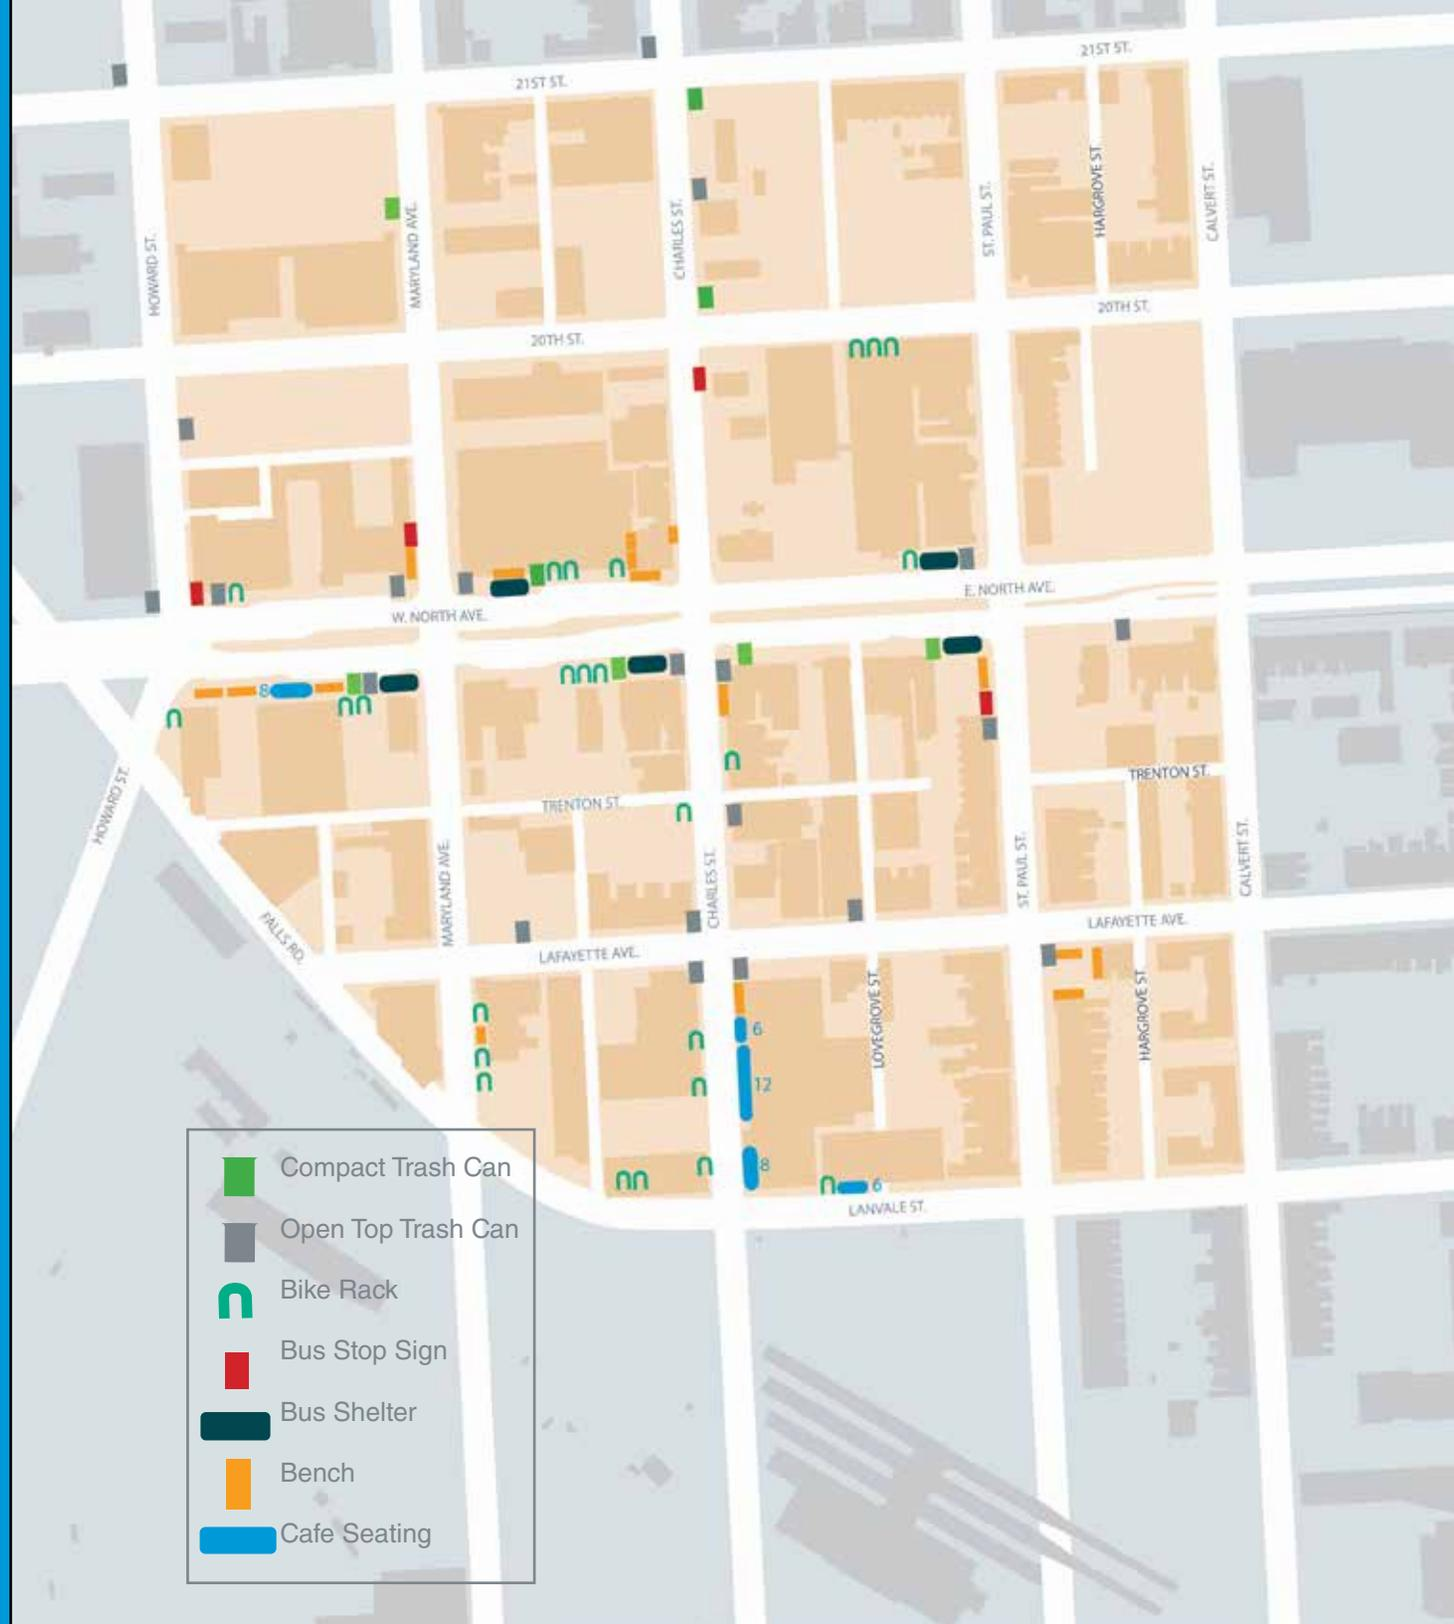 21ST ST.
21ST ST.
HOWARD ST.
MARYLAND AVE.
CHARLES ST.
ST. PAUL ST.
HARGROVE ST.
CALVERT ST.
20TH ST.
20TH ST.
W. NORTH AVE.
E. NORTH AVE.
8
HOWARD ST.
TRENTON ST.
TRENTON ST.
MARYLAND AVE.
CHARLES ST.
ST. PAUL ST.
CALVERT ST.
FALLS RD.
LAFAYETTE AVE.
LAFAYETTE AVE.
LOVEGROVE ST.
HARGROVE ST.
6
12
8
6
LANVALE ST.
Compact Trash Can
Open Top Trash Can
Bike Rack
Bus Stop Sign
Bus Shelter
Bench
Cafe Seating